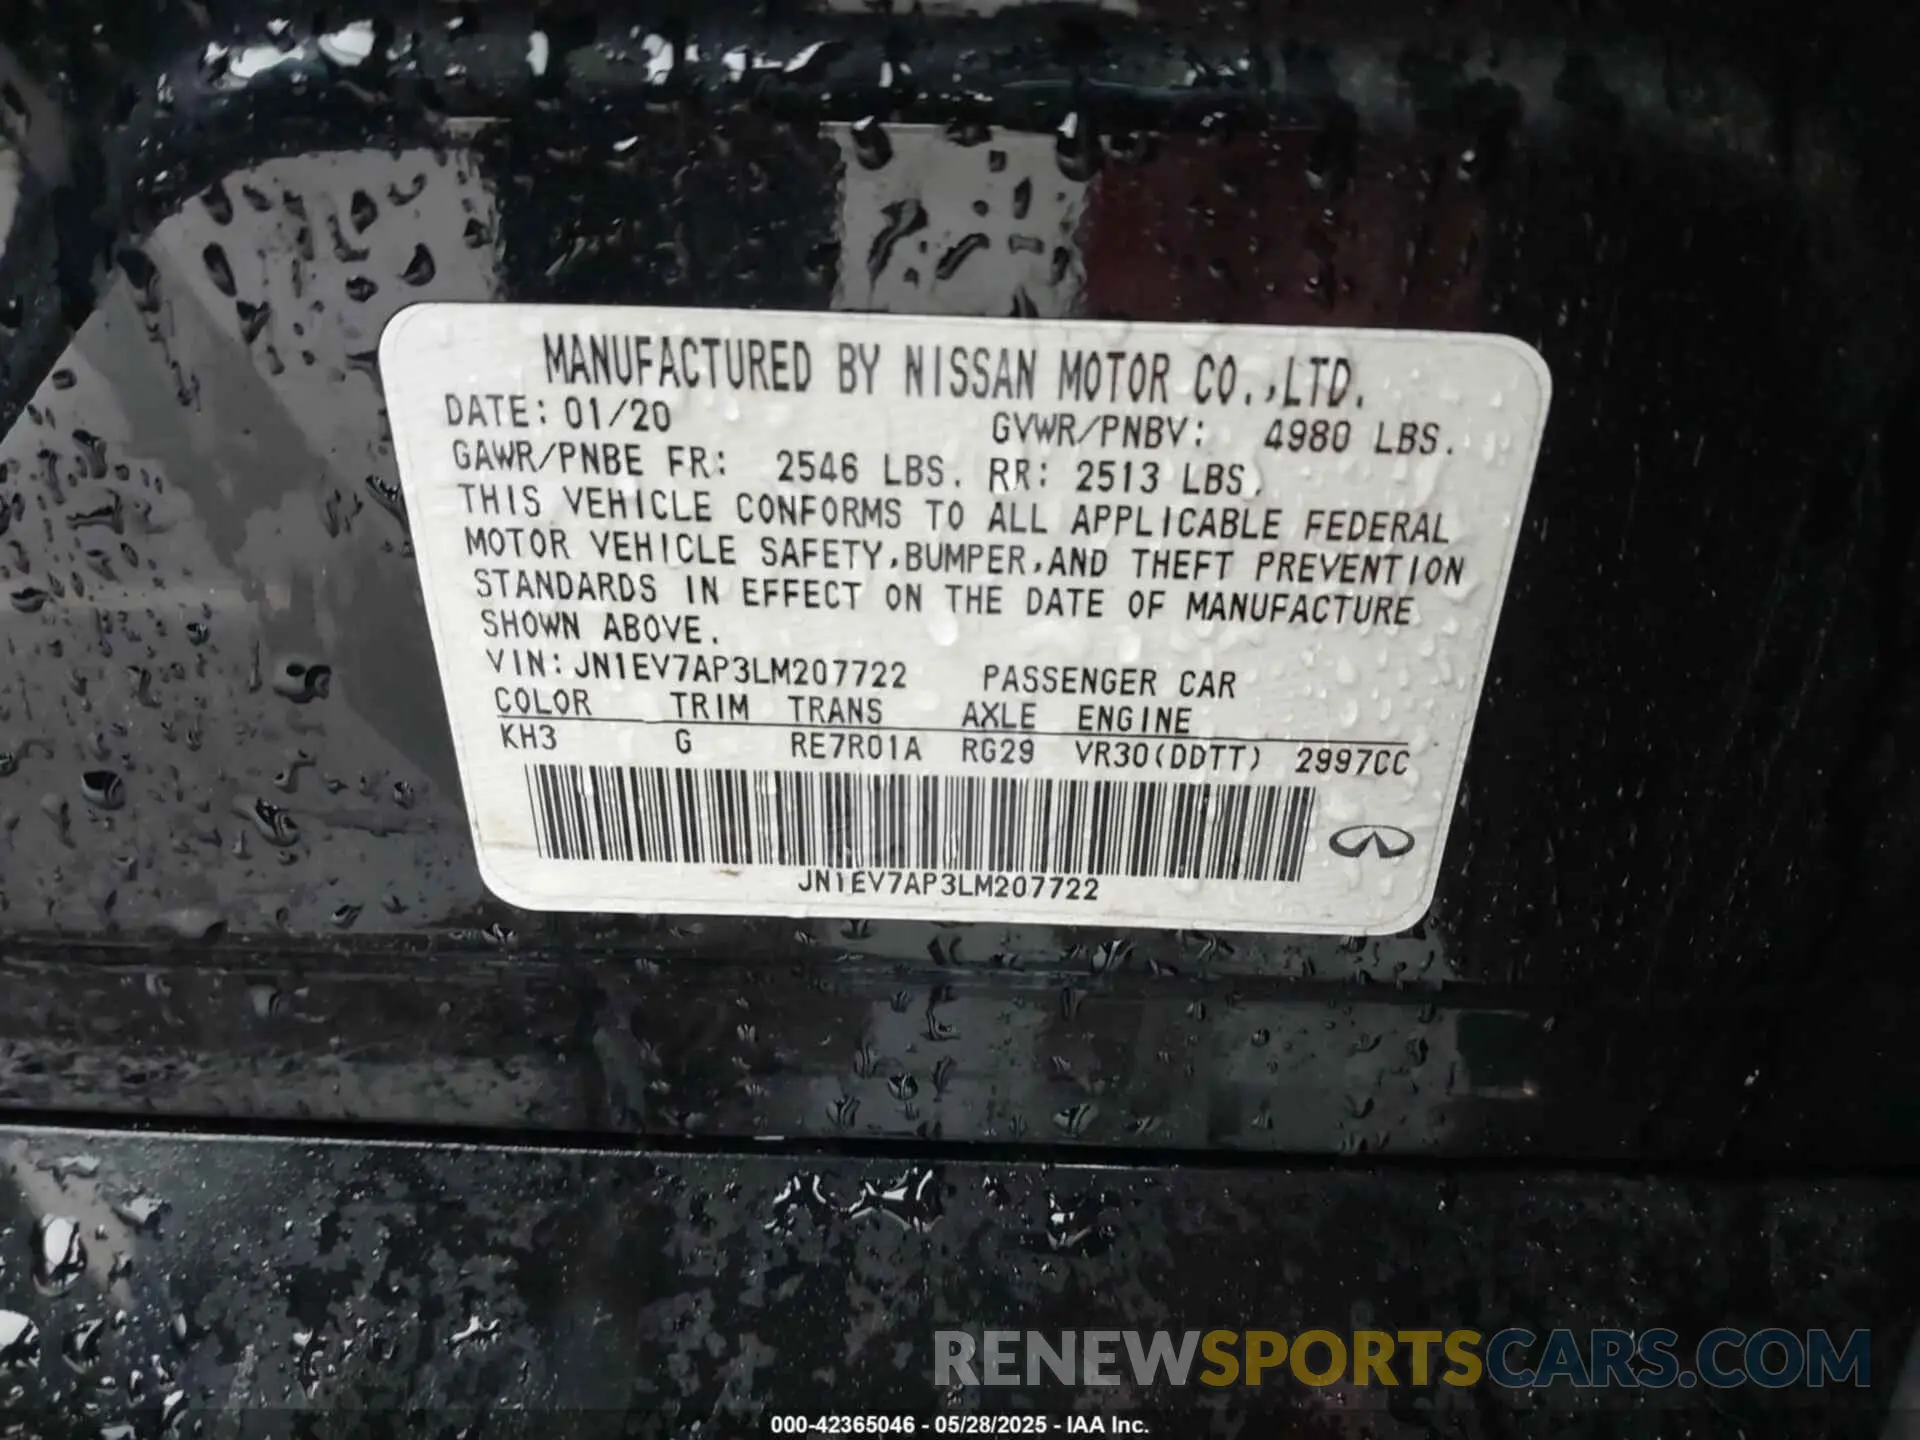 MANUFACTURED BY NISSAN MOTOR CO.,LTD.
DATE: 01/20 GVWR/PNBV: 4980 LBS.
GAWR/PNBE FR: 2546 LBS. RR: 2513 LBS.
THIS VEHICLE CONFORMS TO ALL APPLICABLE FEDERAL
MOTOR VEHICLE SAFETY,BUMPER,AND THEFT PREVENTION
STANDARDS IN EFFECT ON THE DATE OF MANUFACTURE
SHOWN ABOVE.
VIN: JN1EV7AP3LM207722 PASSENGER CAR
COLOR TRIM TRANS AXLE ENGINE
KH3 G RE7R01A RG29 VR30(DDTT) 2997CC
JN1EV7AP3LM207722
RENEWSPORTSCARS.COM
000-42365046 - 05/28/2025 - IAA Inc.